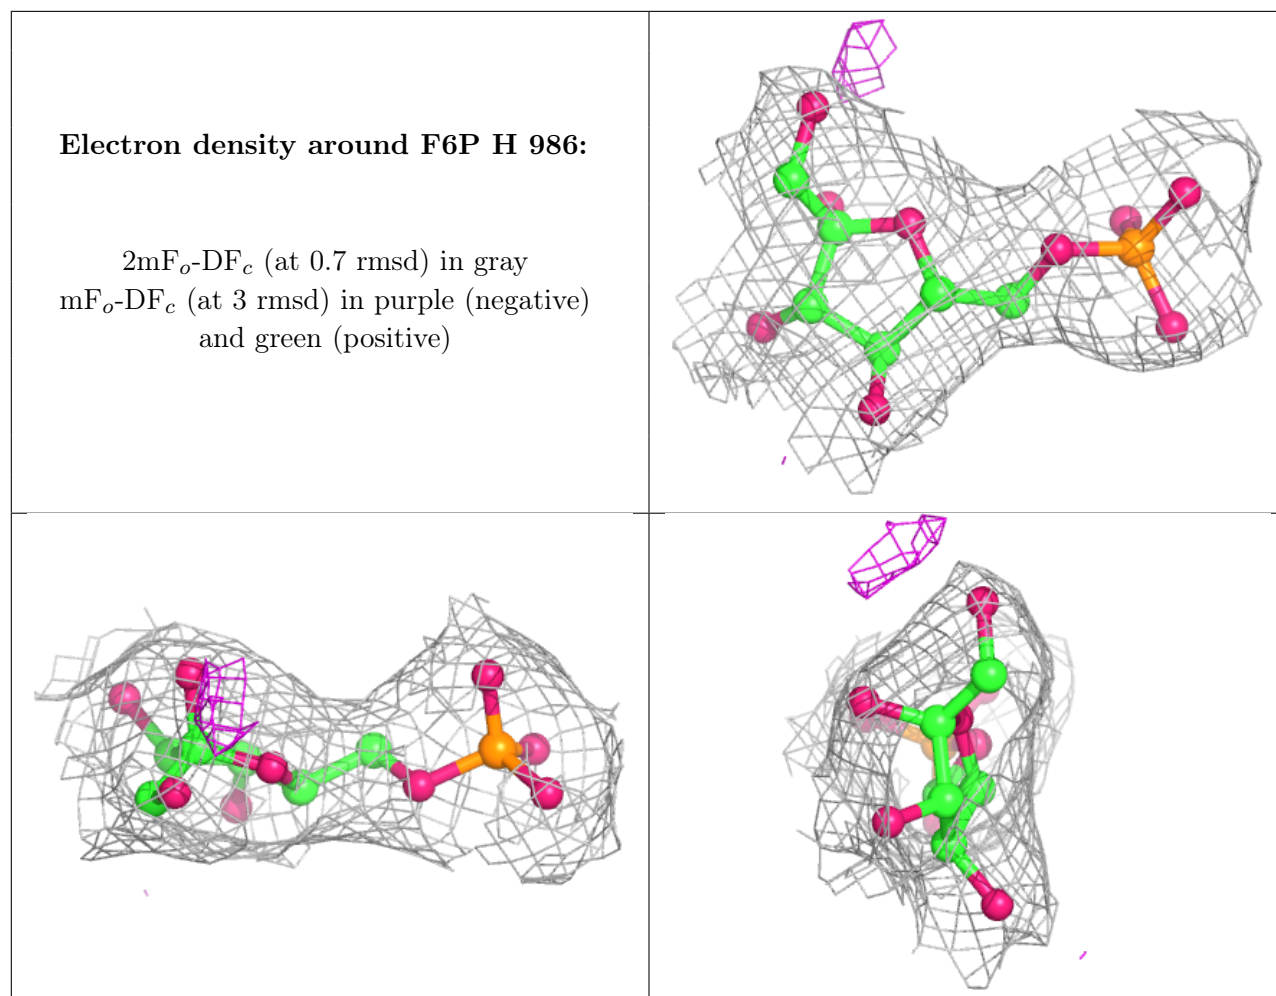 Electron density around F6P H 986:
2mFₒ-DF𝑐 (at 0.7 rmsd) in gray
mFₒ-DF𝑐 (at 3 rmsd) in purple (negative)
and green (positive)